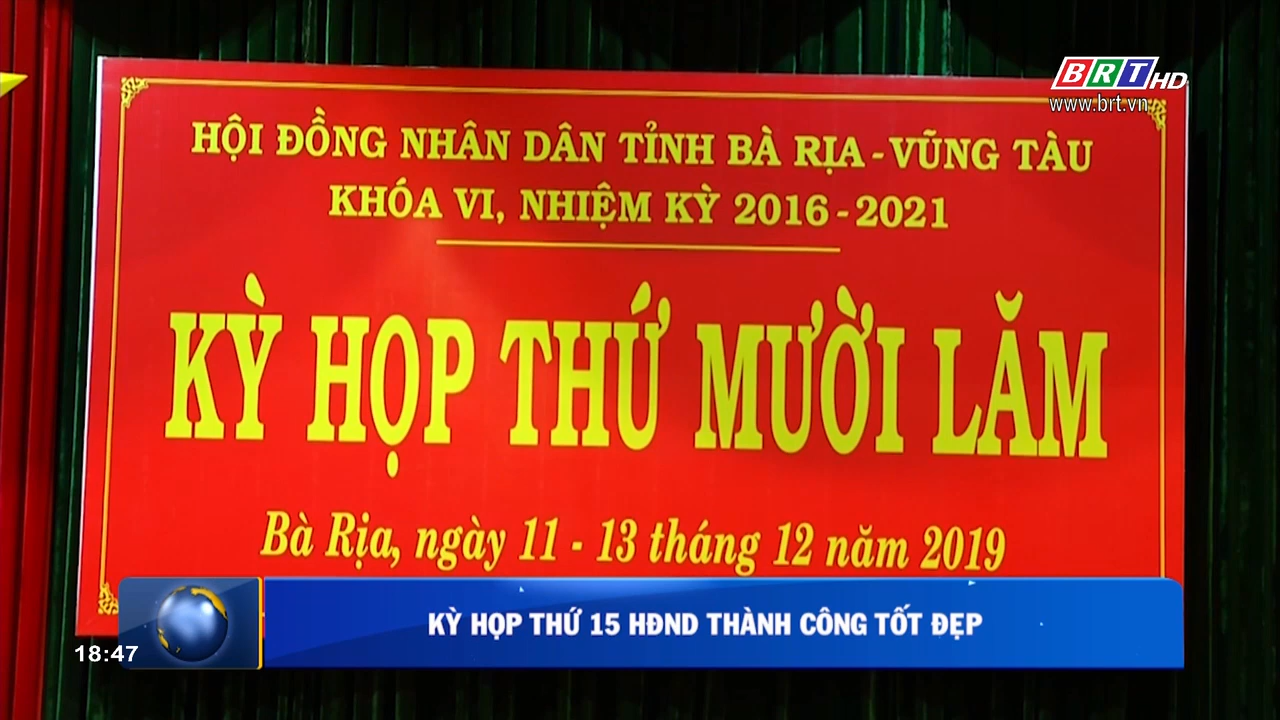 BRT HD
www.brt.vn
HỘI ĐỒNG NHÂN DÂN TỈNH BÀ RỊA - VŨNG TÀU
KHÓA VI, NHIỆM KỲ 2016 - 2021
KỲ HỌP THỨ MƯỜI LĂM
Bà Rịa, ngày 11 - 13 tháng 12 năm 2019
KỲ HỌP THỨ 15 HĐND THÀNH CÔNG TỐT ĐẸP
18:47